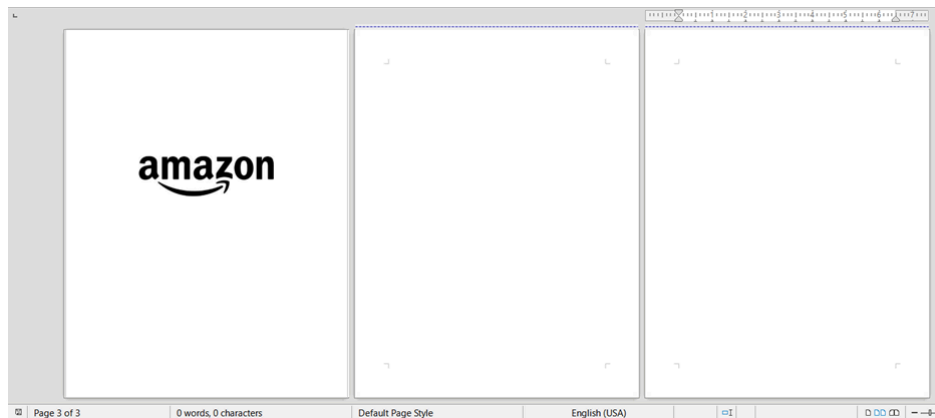 amazon
Page 3 of 3
0 words, 0 characters
Default Page Style
English (USA)